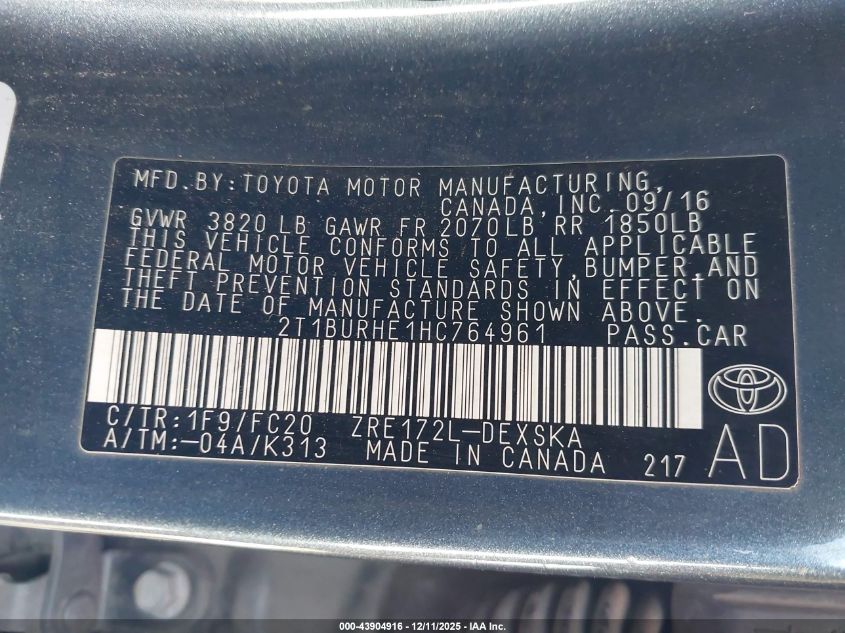 MFD.BY:TOYOTA MOTOR MANUFACTURING,
CANADA,INC. 09/16
GVWR 3820 LB GAWR FR 2070LB RR 1850LB
THIS VEHICLE CONFORMS TO ALL APPLICABLE
FEDERAL MOTOR VEHICLE SAFETY,BUMPER,AND
THEFT PREVENTION STANDARDS IN EFFECT ON
THE DATE OF MANUFACTURE SHOWN ABOVE.
2T1BURHE1HC764961 PASS.CAR
C/TR:1F9/FC20 ZRE172L-DEXSKA
A/TM:-04A/K313 MADE IN CANADA 217 AD
000-43904916 - 12/11/2025 - IAA Inc.